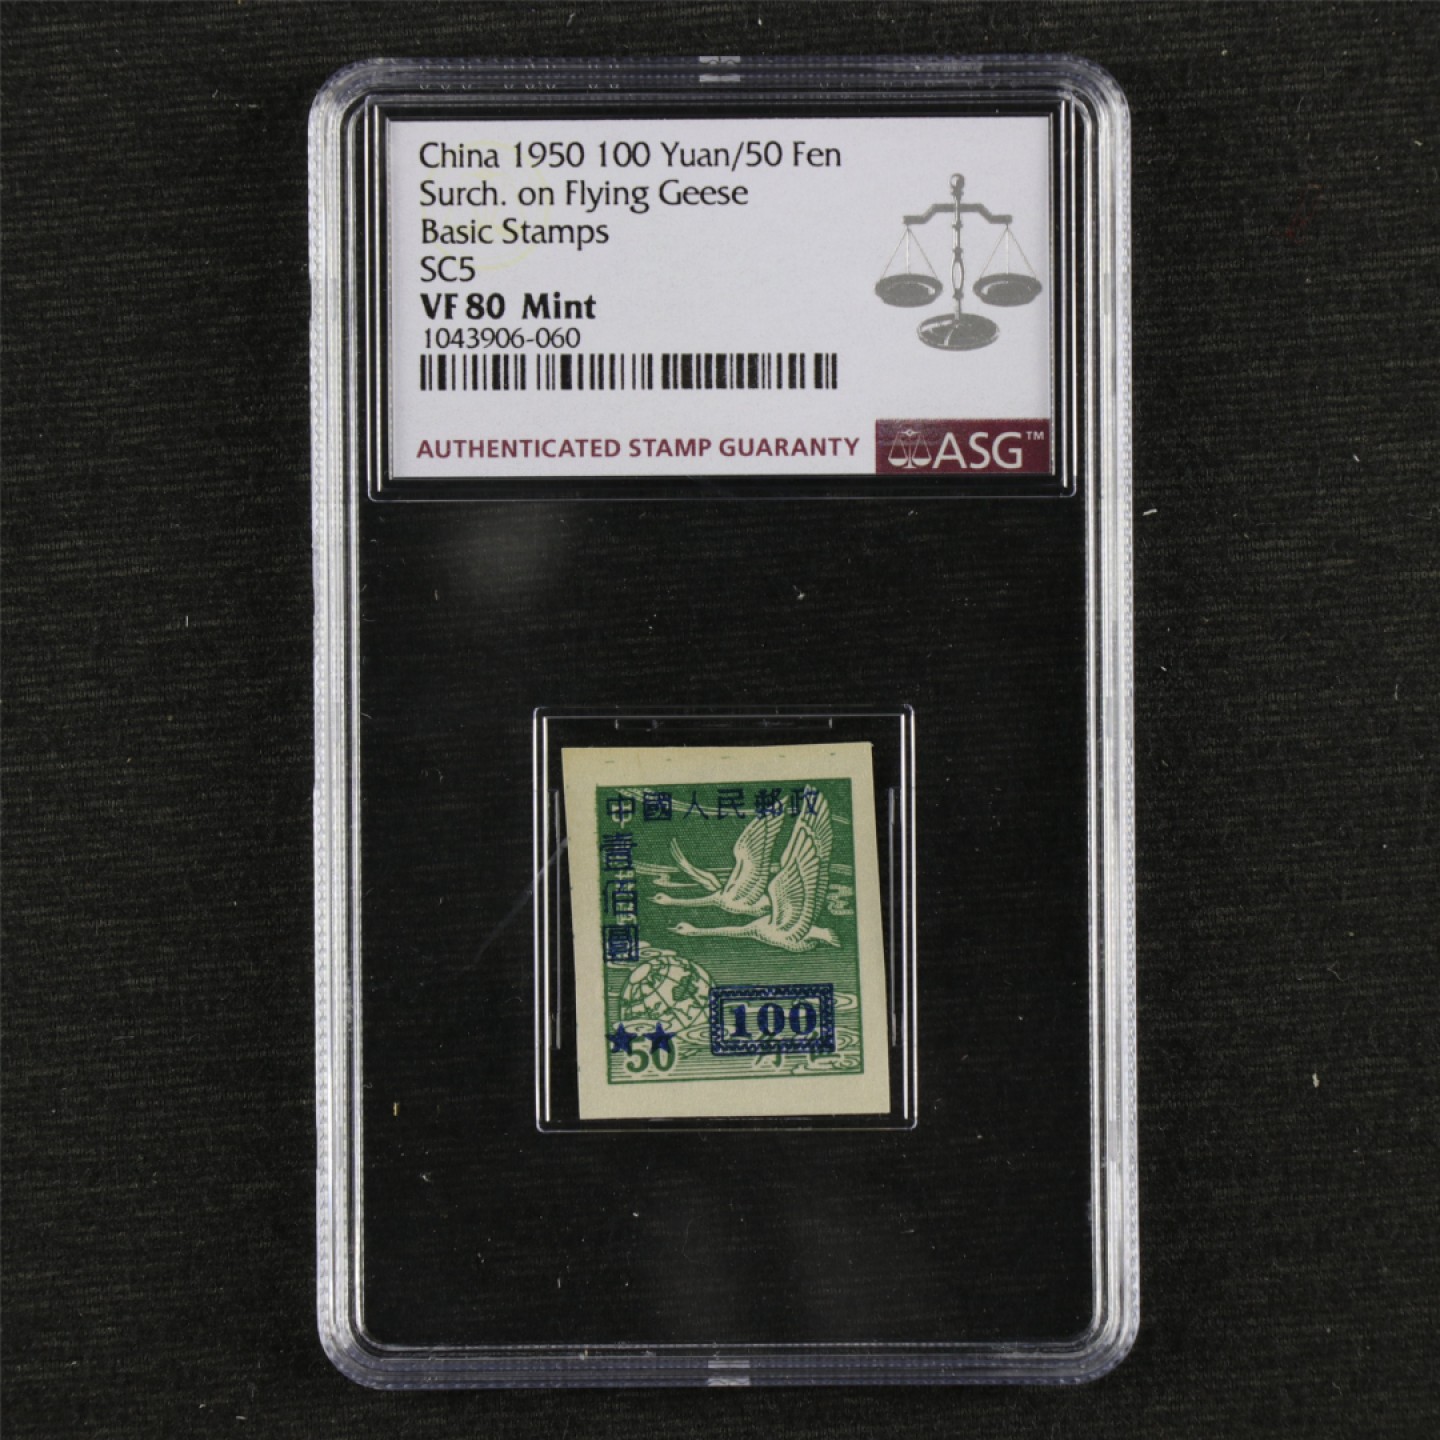 China 1950 100 Yuan/50 Fen
Surch. on Flying Geese
Basic Stamps
SC5
VF 80 Mint
1043906-060
AUTHENTICATED STAMP GUARANTY
ASG™
中國人民郵政
壹佰圓
100
50